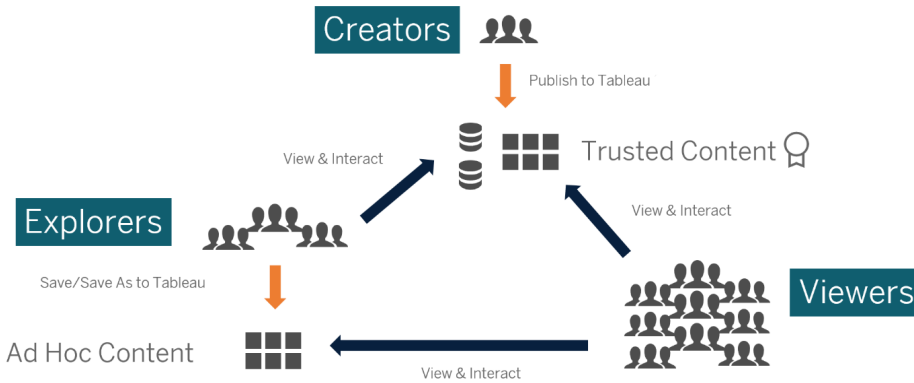 Creators
Publish to Tableau
Trusted Content
View & Interact
View & Interact
Explorers
Save/Save As to Tableau
Viewers
Ad Hoc Content
View & Interact